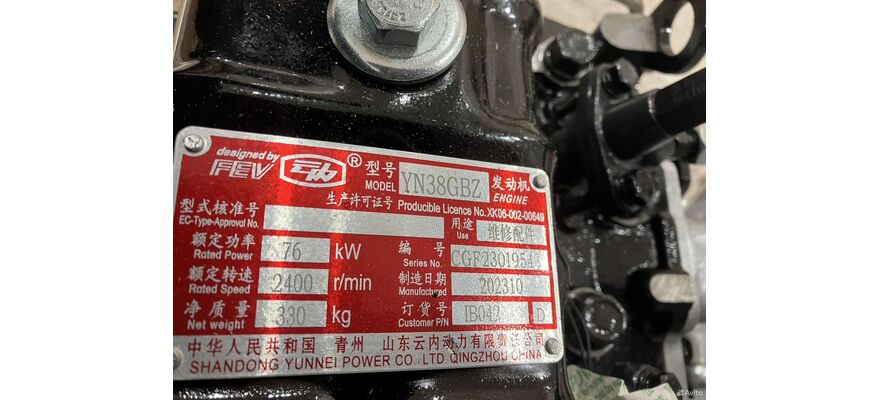 designed by
FEV ® 型号 MODEL YN38GBZ 发动机 ENGINE
生产许可证号 Producible Licence No. XK06-002-00649
型式核准号 EC-Type-Approval No. 用途 Use 维修配件
额定功率 Rated Power 76 kW 编号 Series No. CGF23019543
额定转速 Rated Speed 2400 r/min 制造日期 Manufactured 202310
净质量 Net weight 330 kg 订货号 Customer P/N IB042 D
中华人民共和国 青州 山东云内动力有限责任公司
SHANDONG YUNNEI POWER CO., LTD QINGZHOU CHINA
Avito